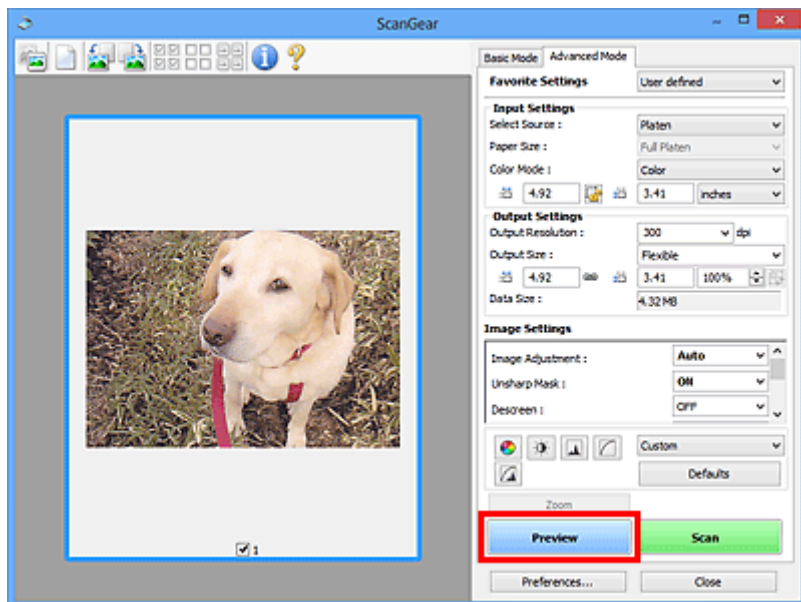 ScanGear
Basic Mode Advanced Mode
Favorite Settings User defined
Input Settings
Select Source : Platen
Paper Size : Full Platen
Color Mode : Color
4.92 3.41 inches
Output Settings
Output Resolution : 300 dpi
Output Size : Flexible
4.92 3.41 100%
Data Size : 4.32 MB
Image Settings
Image Adjustment : Auto
Unsharp Mask : ON
Descreen : OFF
Custom
Defaults
Zoom
Preview Scan
1
Preferences... Close